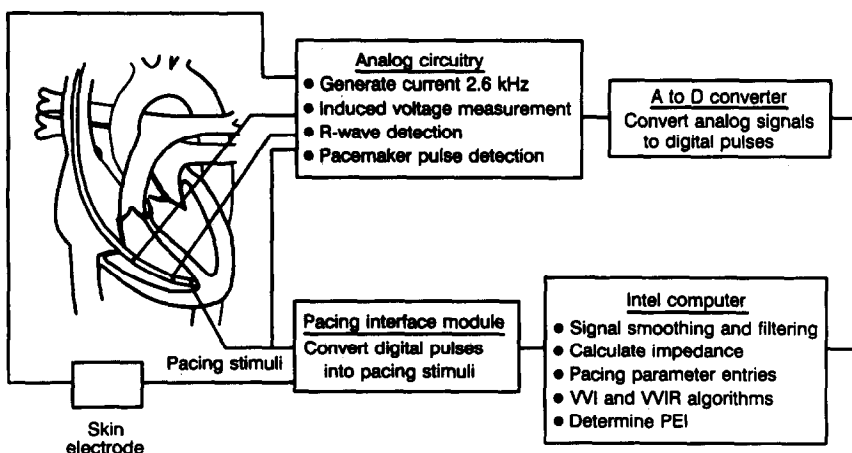 Analog circuitry
● Generate current 2.6 kHz
● Induced voltage measurement
● R-wave detection
● Pacemaker pulse detection
A to D converter
Convert analog signals
to digital pulses
Pacing stimuli
Pacing interface module
Convert digital pulses
into pacing stimuli
Intel computer
● Signal smoothing and filtering
● Calculate impedance
● Pacing parameter entries
● VVI and VVIR algorithms
● Determine PEI
Skin
electrode